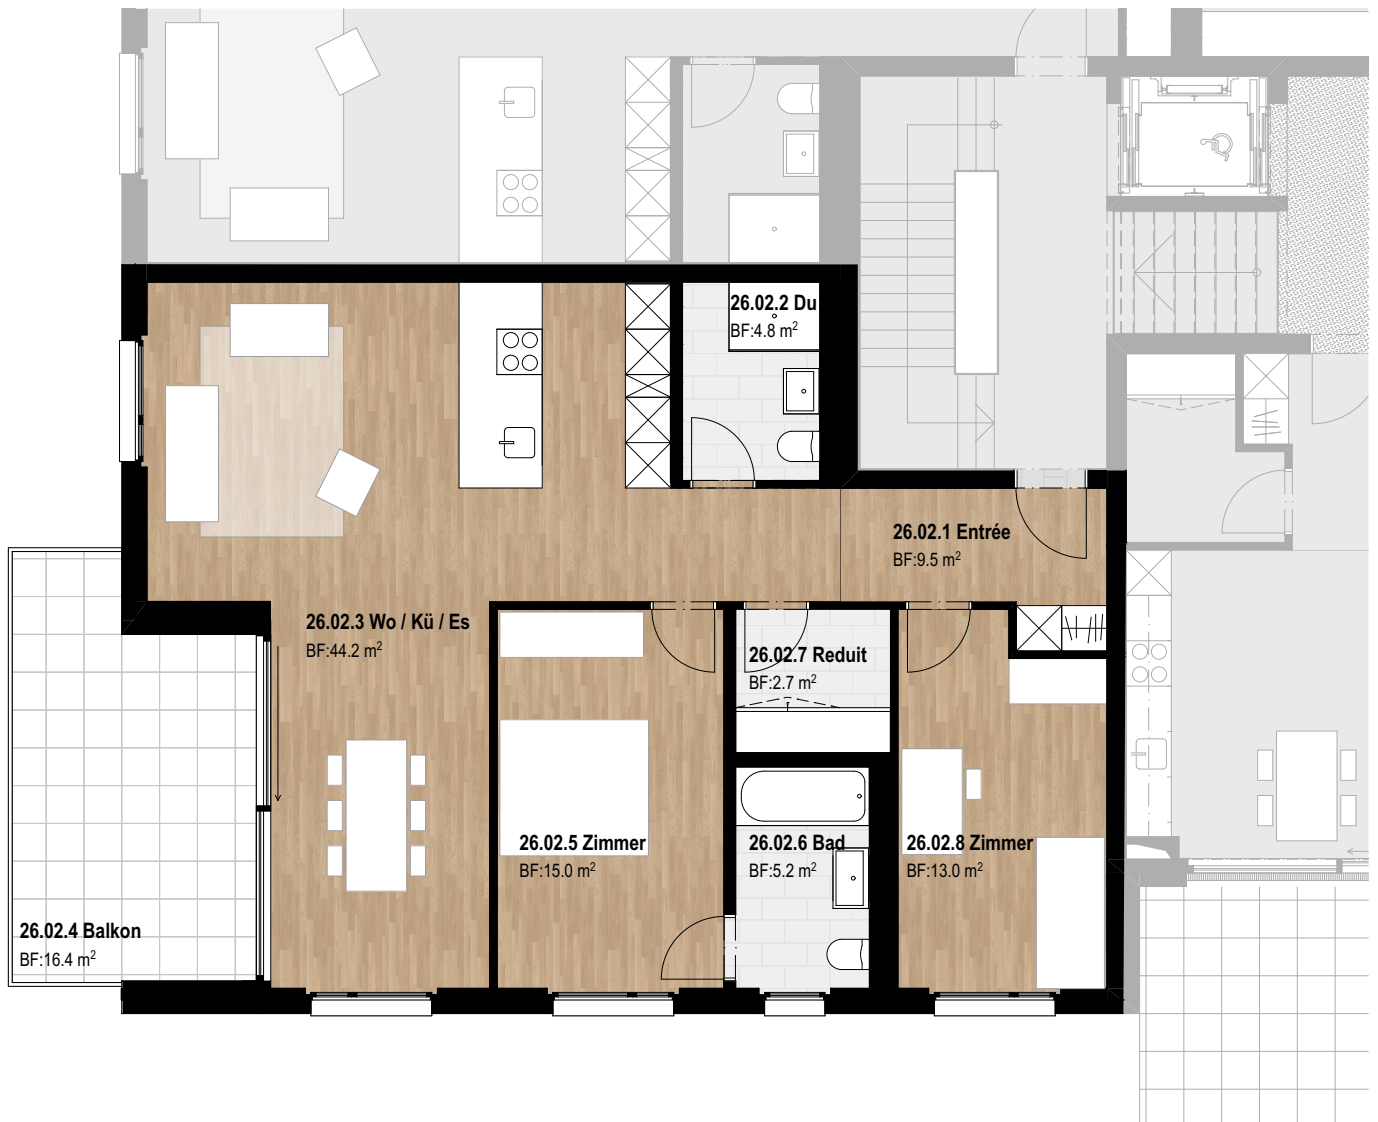 26.02.2 Du
BF:4.8 m²
26.02.1 Entrée
BF:9.5 m²
26.02.3 Wo / Kü / Es
BF:44.2 m²
26.02.7 Reduit
BF:2.7 m²
26.02.5 Zimmer
BF:15.0 m²
26.02.6 Bad
BF:5.2 m²
26.02.8 Zimmer
BF:13.0 m²
26.02.4 Balkon
BF:16.4 m²